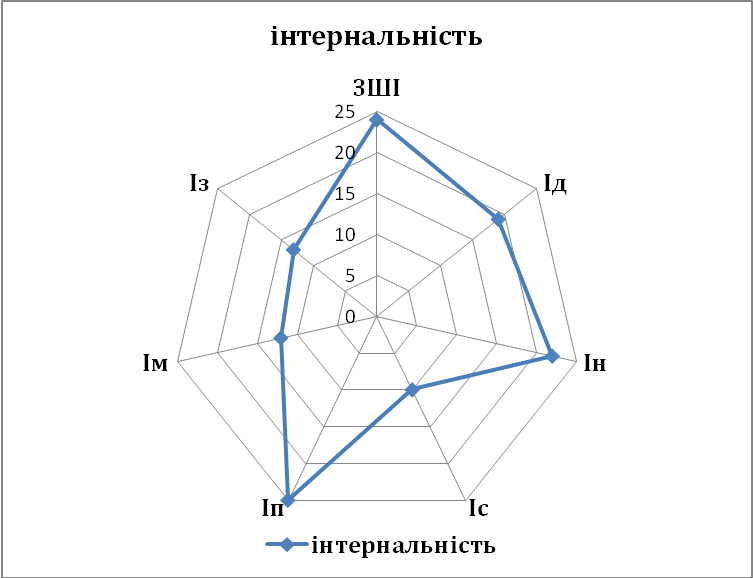 інтернальність
ЗШІ
25
20
15
10
5
0
Ід
Ін
Іс
Іп
Ім
Із
інтернальність